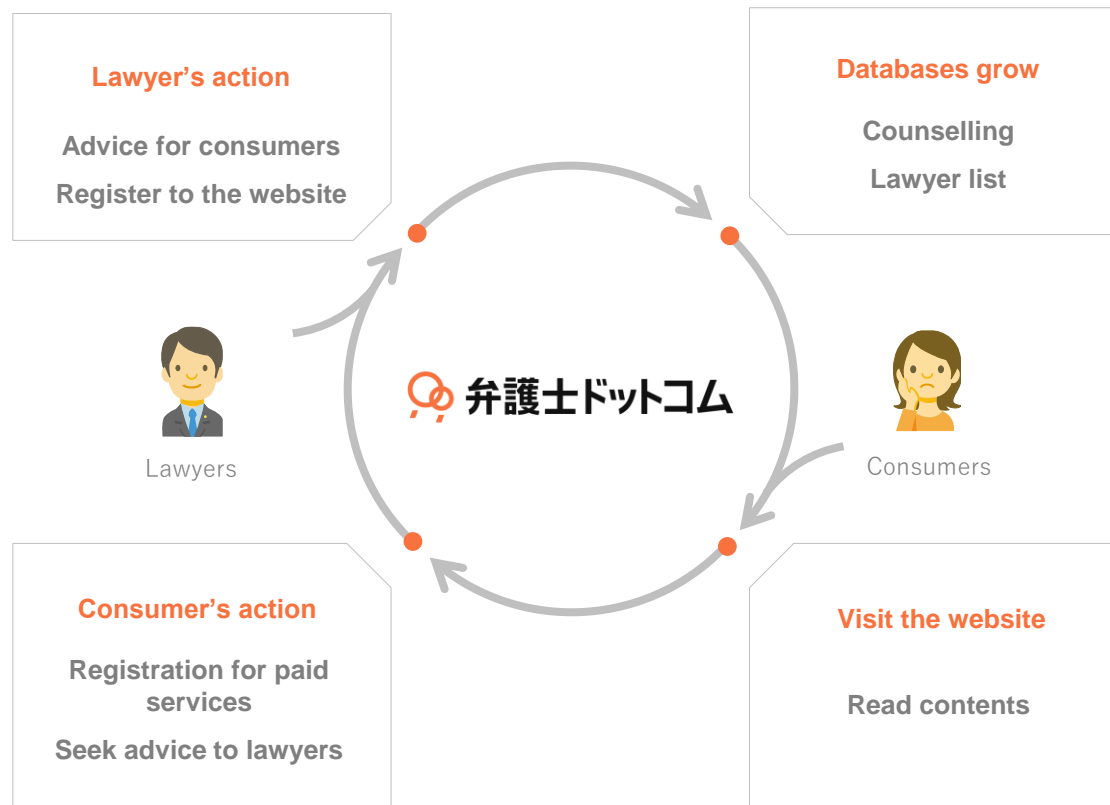 Lawyer’s action
Advice for consumers
Register to the website
Databases grow
Counselling
Lawyer list
Lawyers
弁護士ドットコム
Consumers
Consumer’s action
Registration for paid
services
Seek advice to lawyers
Visit the website
Read contents